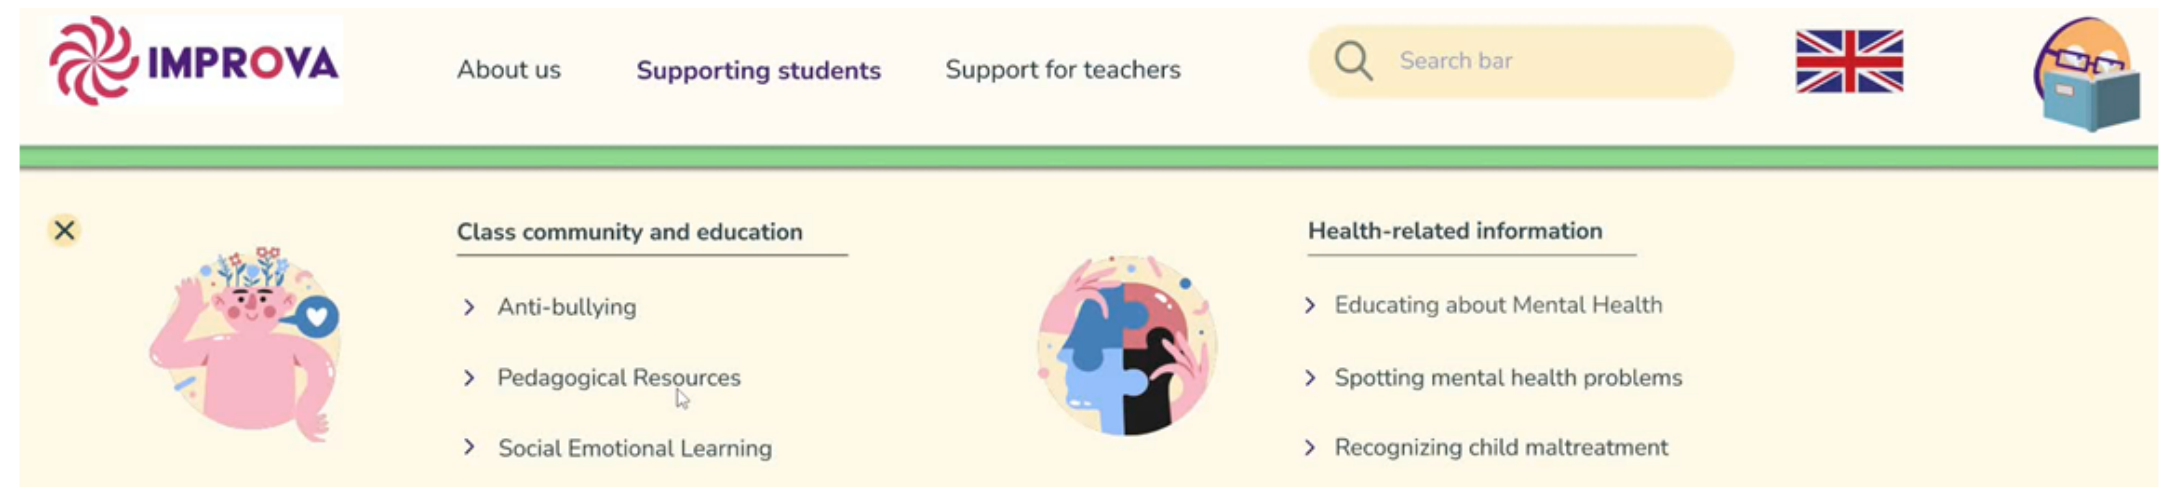 IMPROVA
About us
Supporting students
Support for teachers
Search bar
Class community and education
Anti-bullying
Pedagogical Resources
Social Emotional Learning
Health-related information
Educating about Mental Health
Spotting mental health problems
Recognizing child maltreatment